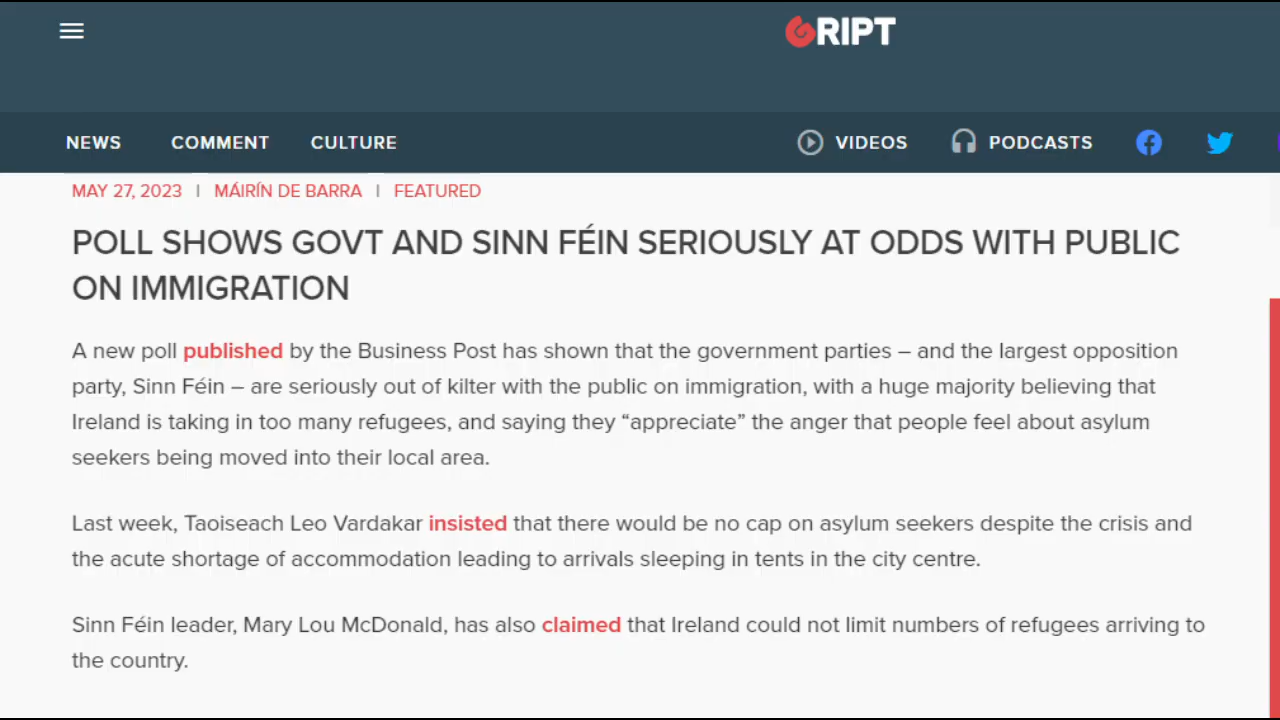 GRIPT
NEWS COMMENT CULTURE VIDEOS PODCASTS
MAY 27, 2023 | MÁIRÍN DE BARRA | FEATURED
POLL SHOWS GOVT AND SINN FÉIN SERIOUSLY AT ODDS WITH PUBLIC
ON IMMIGRATION
A new poll published by the Business Post has shown that the government parties – and the largest opposition
party, Sinn Féin – are seriously out of kilter with the public on immigration, with a huge majority believing that
Ireland is taking in too many refugees, and saying they “appreciate” the anger that people feel about asylum
seekers being moved into their local area.
Last week, Taoiseach Leo Vardakar insisted that there would be no cap on asylum seekers despite the crisis and
the acute shortage of accommodation leading to arrivals sleeping in tents in the city centre.
Sinn Féin leader, Mary Lou McDonald, has also claimed that Ireland could not limit numbers of refugees arriving to
the country.